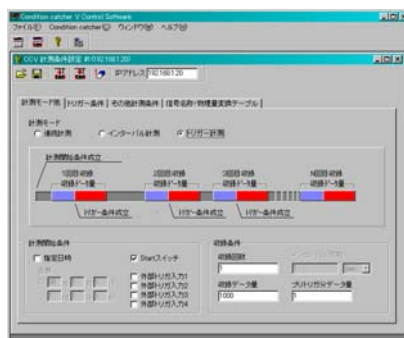 Condition catcher V Control Software
ファイル(F) Condition catcher(C) ウィンドウ(W) ヘルプ(H)
CCV 計測条件設定 #1(192.168.1.20)
IPアドレス 192.168.1.20
計測モード他 トリガー条件 その他計測条件 信号名称・物理量変換テーブル
計測モード
連続計測 インターバル計測 トリガー計測
計測開始条件成立
1回目収録 2回目収録 3回目収録 N回目収録
収録データ量 収録データ量 収録データ量 収録データ量
トリガー条件成立 トリガー条件成立 トリガー条件成立
計測開始条件
指定日時
Startスイッチ
外部トリガ入力1
外部トリガ入力2
外部トリガ入力3
外部トリガ入力4
収録条件
収録回数
1
収録データ量 プリトリガ分データ量
1000 1